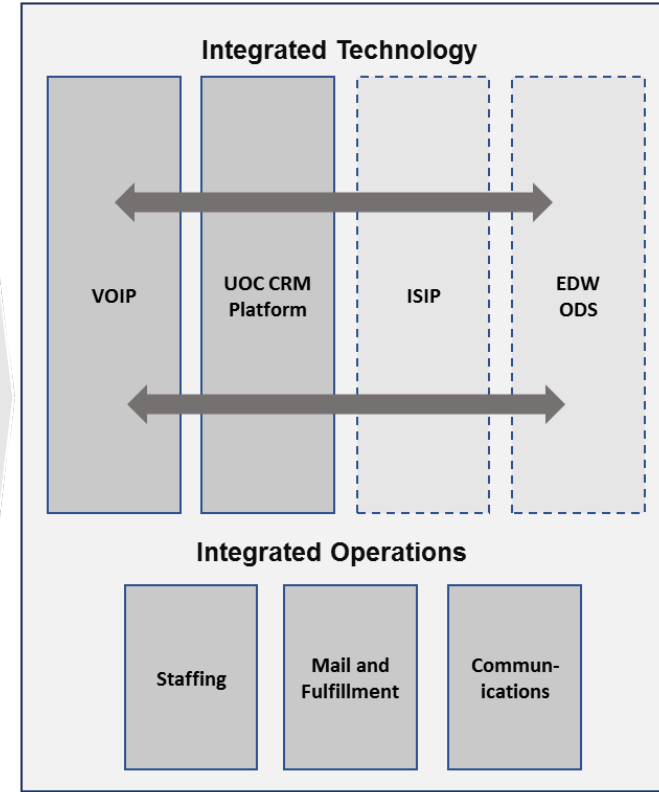 Integrated Technology
VOIP
UOC CRM
Platform
ISIP
EDW
ODS
Integrated Operations
Staffing
Mail and
Fulfillment
Commun-
ications